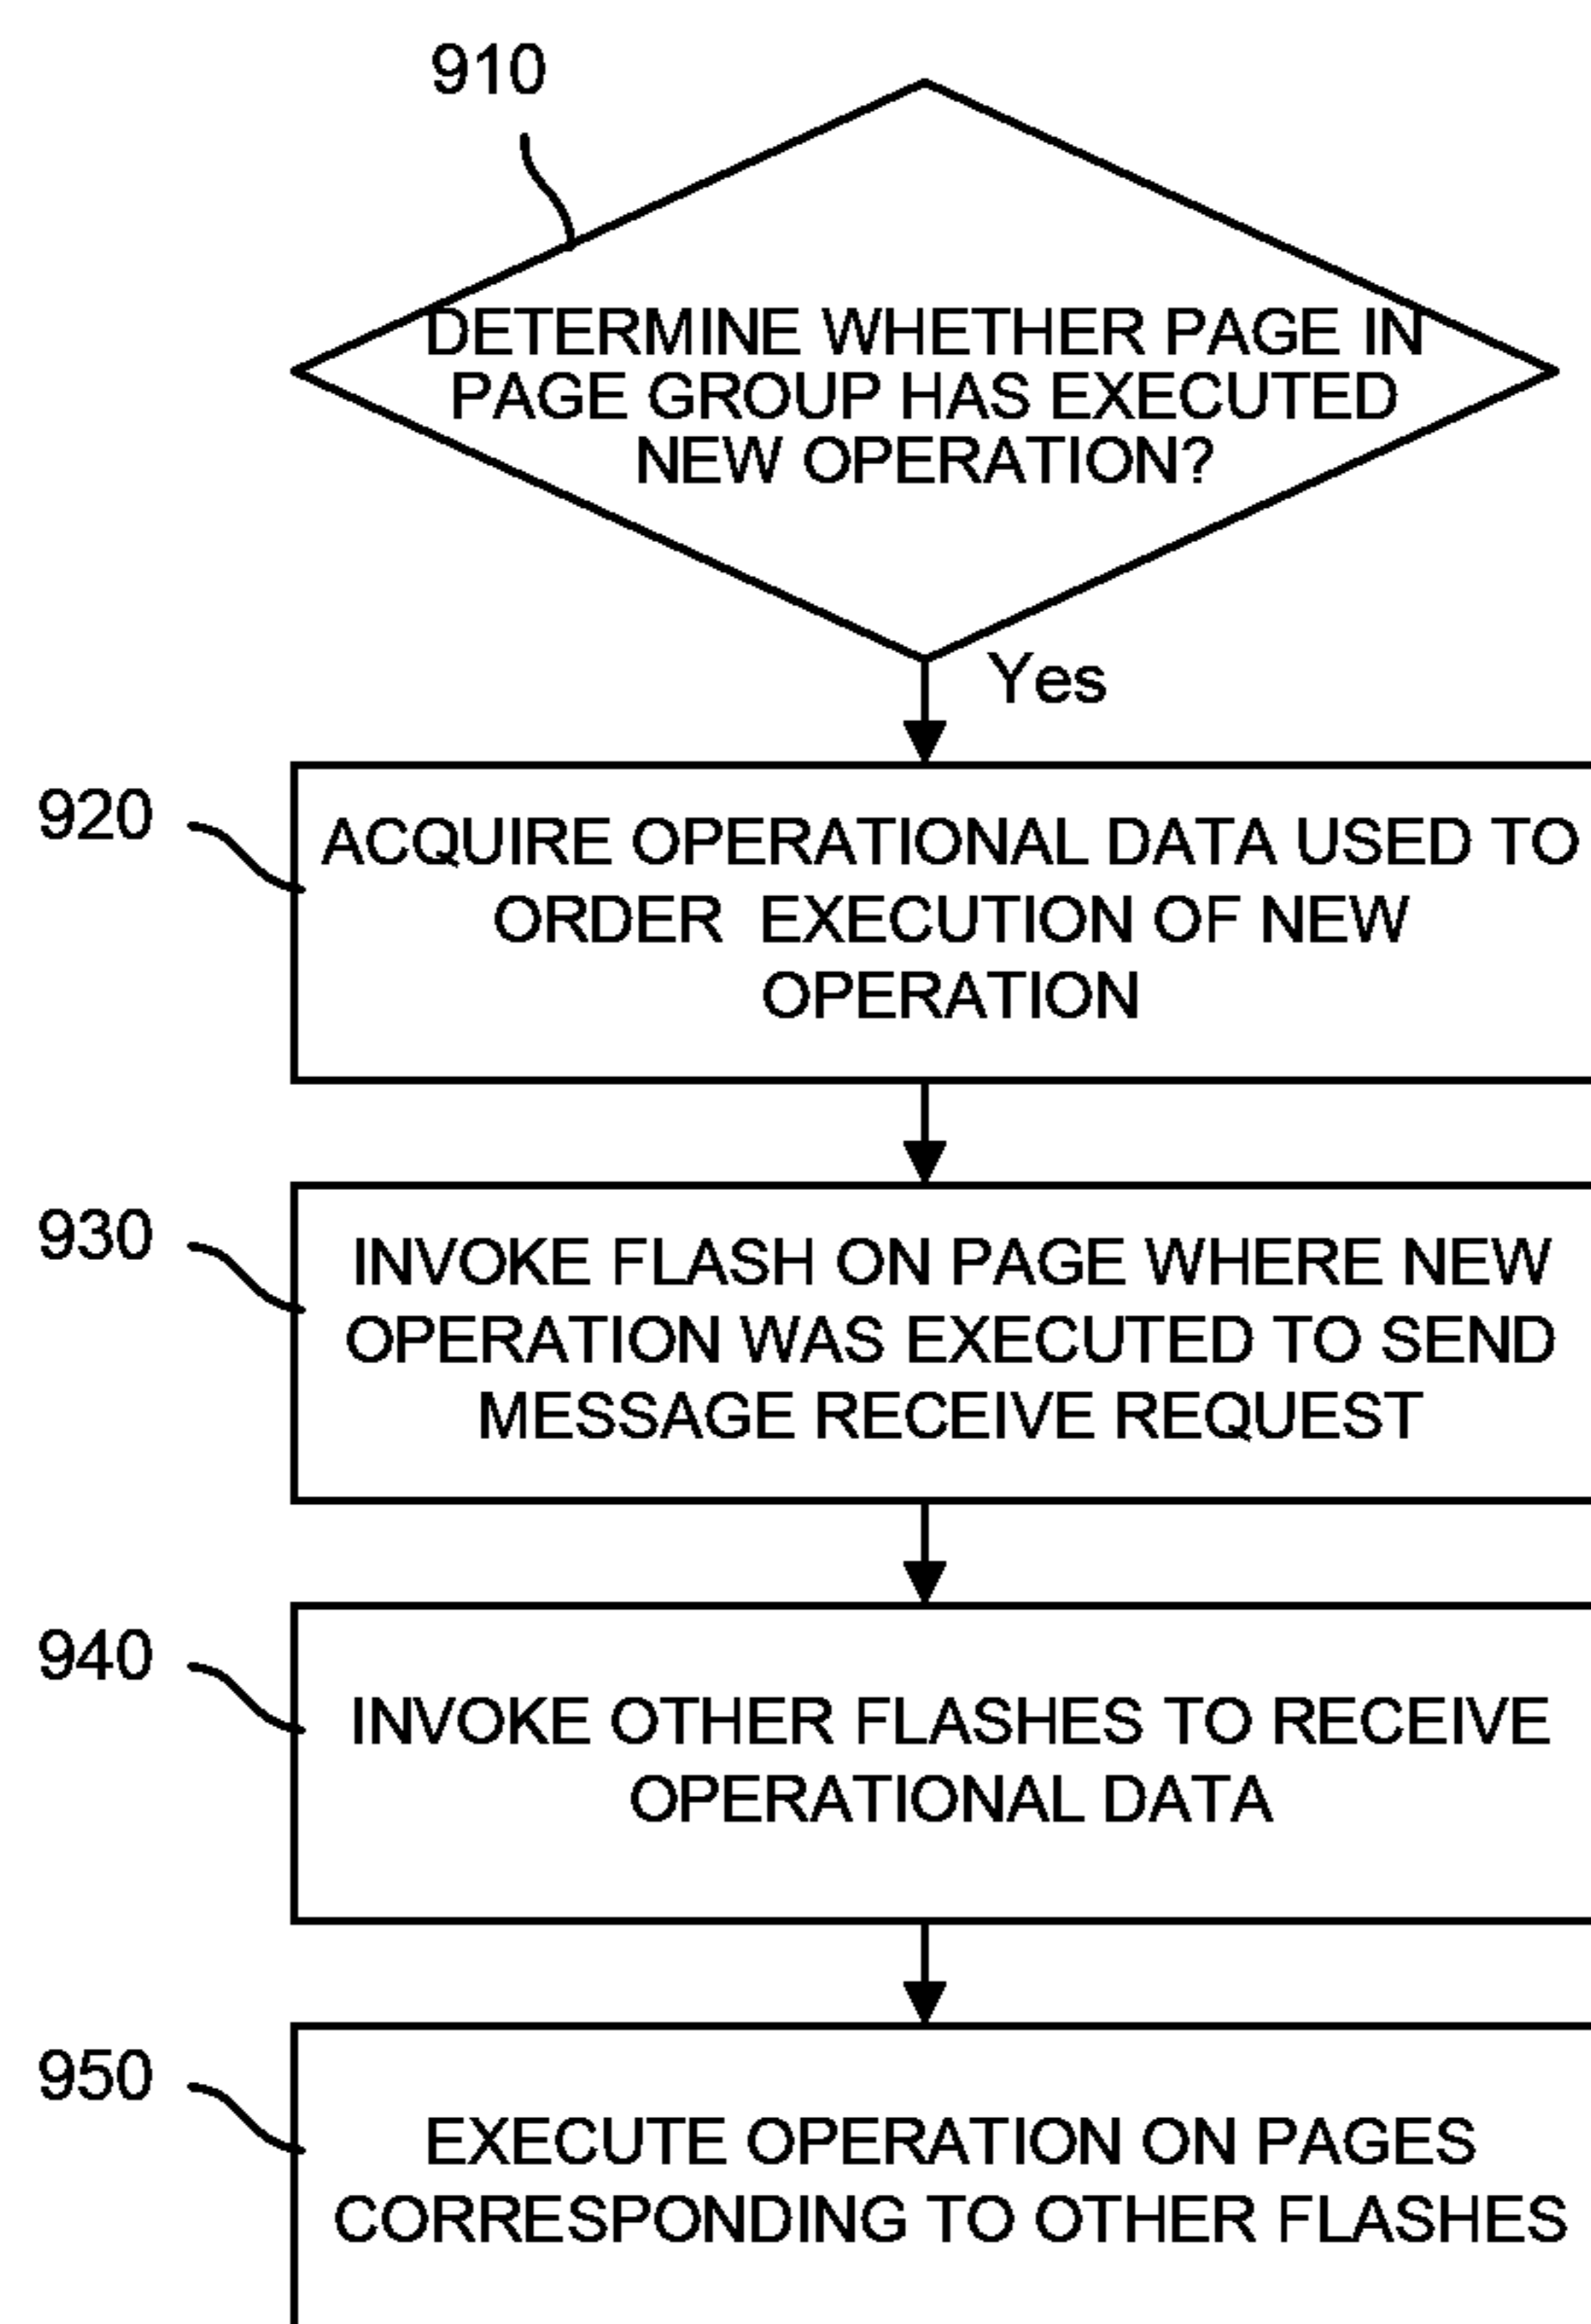 910
DETERMINE WHETHER PAGE IN
PAGE GROUP HAS EXECUTED
NEW OPERATION?
Yes
920
ACQUIRE OPERATIONAL DATA USED TO
ORDER EXECUTION OF NEW
OPERATION
930
INVOKE FLASH ON PAGE WHERE NEW
OPERATION WAS EXECUTED TO SEND
MESSAGE RECEIVE REQUEST
940
INVOKE OTHER FLASHES TO RECEIVE
OPERATIONAL DATA
950
EXECUTE OPERATION ON PAGES
CORRESPONDING TO OTHER FLASHES